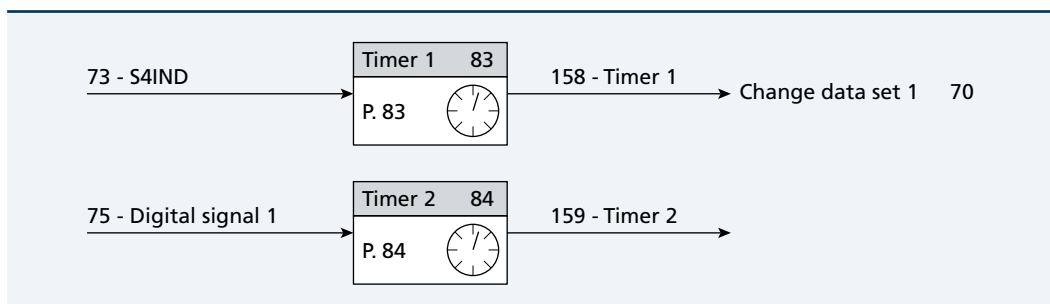 Timer 1 83
73 - S4IND
158 - Timer 1
Change data set 1 70
P. 83
Timer 2 84
75 - Digital signal 1
159 - Timer 2
P. 84